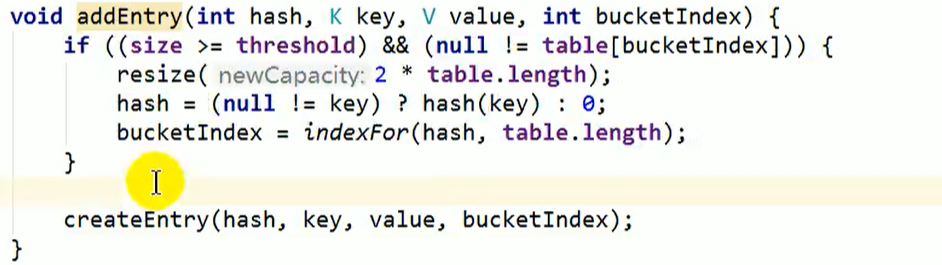 void addEntry(int hash, K key, V value, int bucketIndex) {
    if ((size >= threshold) && (null != table[bucketIndex])) {
        resize( newCapacity: 2 * table.length);
        hash = (null != key) ? hash(key) : 0;
        bucketIndex = indexFor(hash, table.length);
    }
    createEntry(hash, key, value, bucketIndex);
}